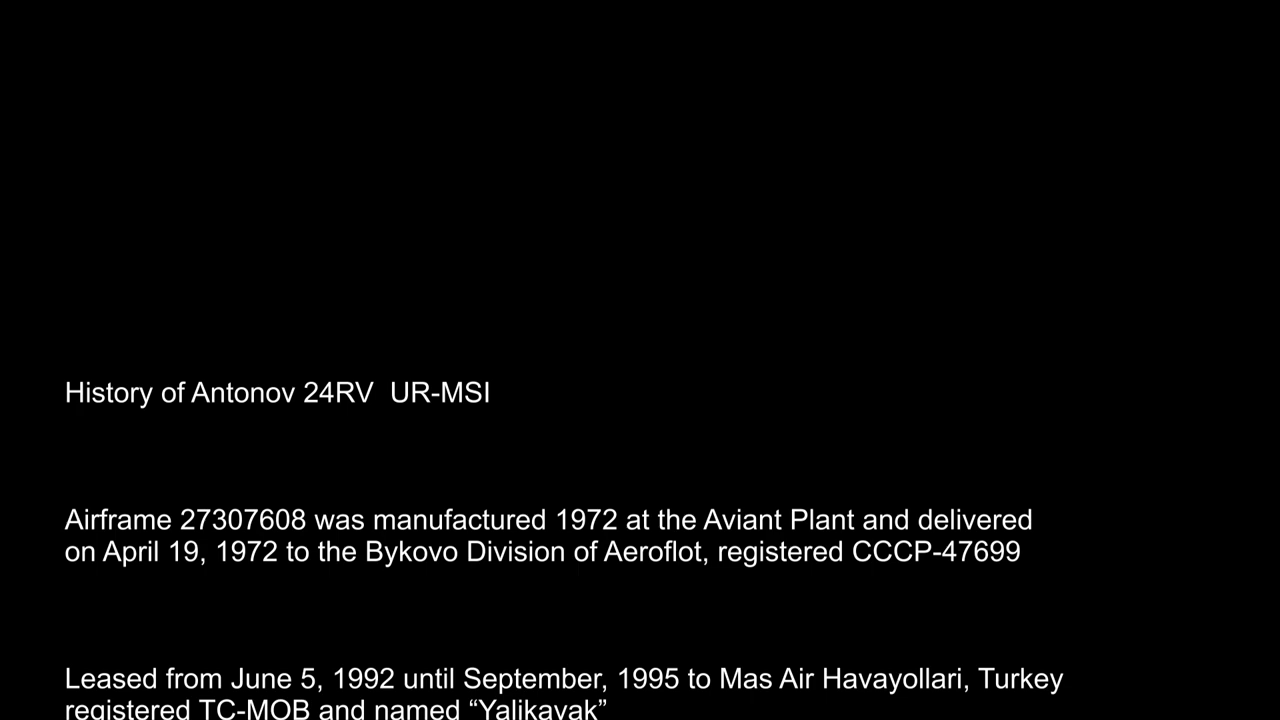 History of Antonov 24RV  UR-MSI
Airframe 27307608 was manufactured 1972 at the Aviant Plant and delivered
on April 19, 1972 to the Bykovo Division of Aeroflot, registered CCCP-47699
Leased from June 5, 1992 until September, 1995 to Mas Air Havayollari, Turkey
registered TC-MOB and named “Yalikavak”